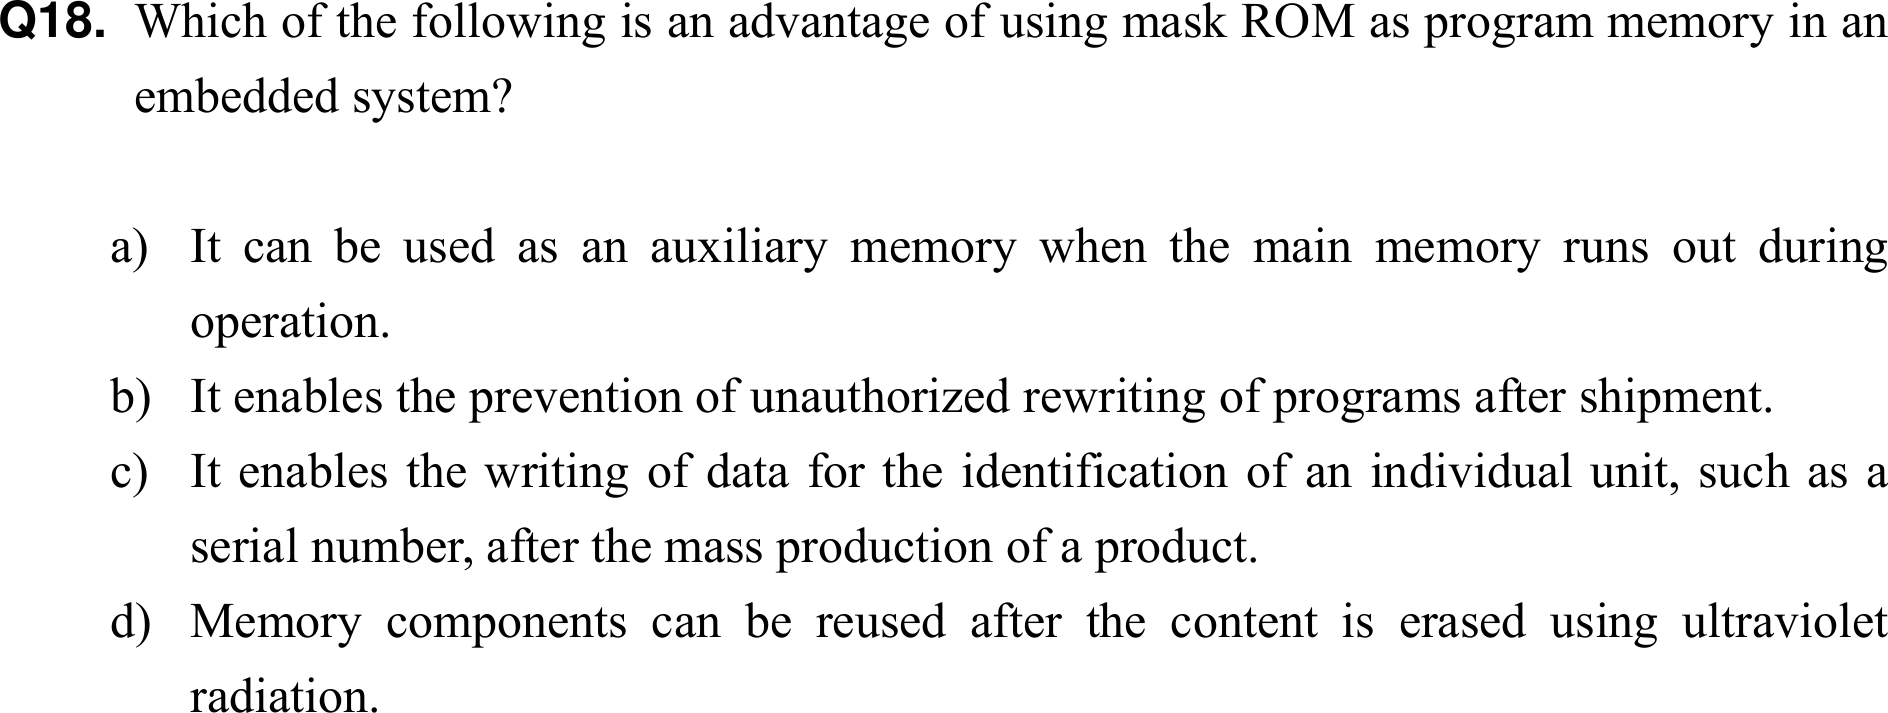 Q18. Which of the following is an advantage of using mask ROM as program memory in an
embedded system?
a) It can be used as an auxiliary memory when the main memory runs out during
operation.
b) It enables the prevention of unauthorized rewriting of programs after shipment.
c) It enables the writing of data for the identification of an individual unit, such as a
serial number, after the mass production of a product.
d) Memory components can be reused after the content is erased using ultraviolet
radiation.